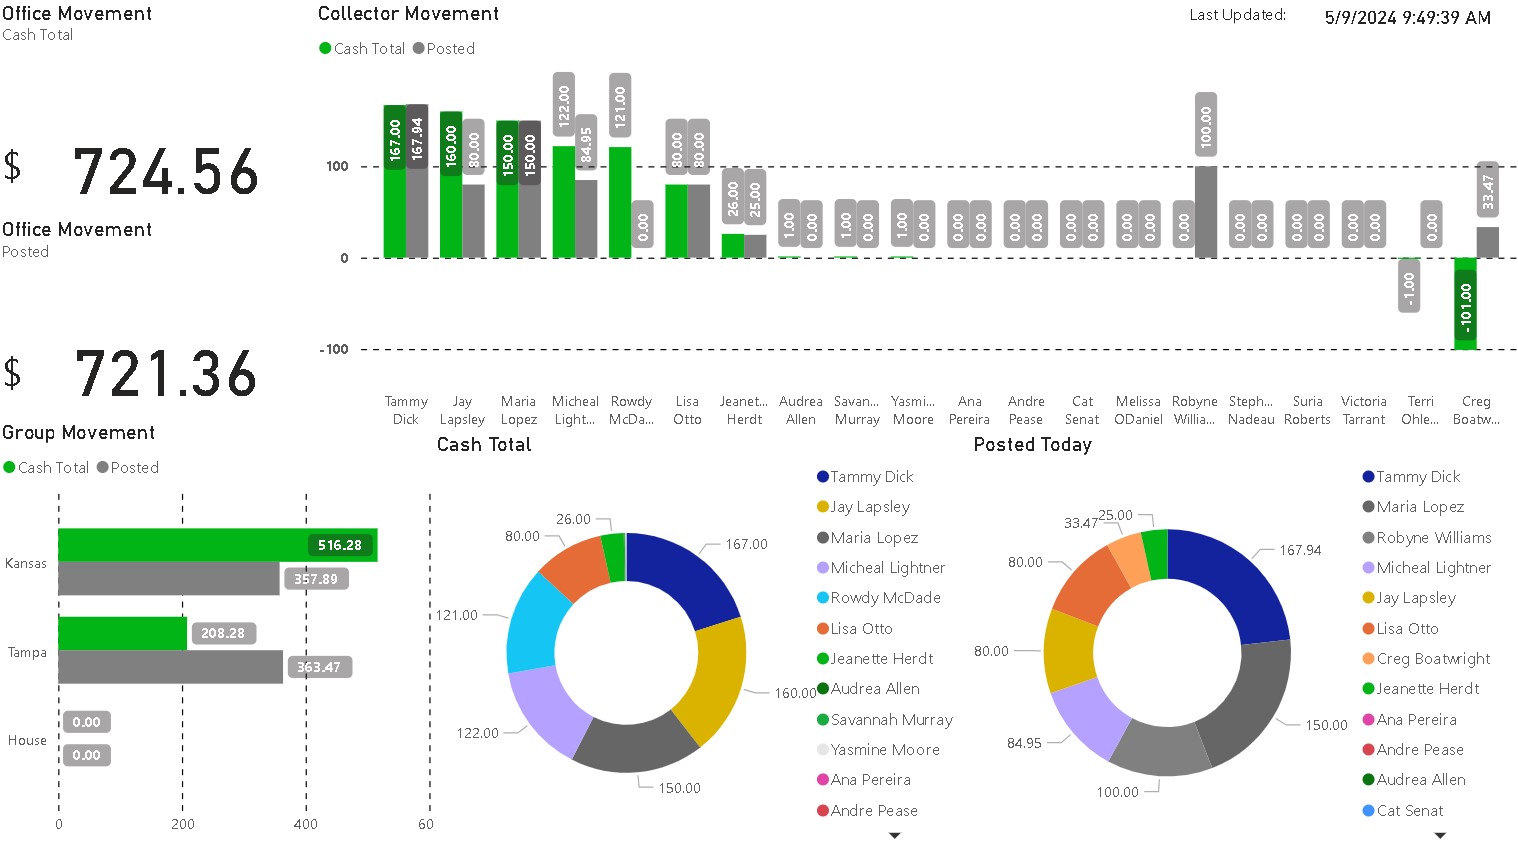 Office Movement
Cash Total
$ 724.56
Office Movement
Posted
$ 721.36
Collector Movement
Cash Total Posted
Last Updated: 5/9/2024 9:49:39 AM
100
0
-100
167.00 167.94
160.00 80.00
150.00 150.00
122.00 84.95
121.00 0.00
80.00 80.00
26.00 25.00
1.00 0.00
1.00 0.00
1.00 0.00
0.00 0.00
0.00 0.00
0.00 0.00
0.00 0.00
0.00 100.00
0.00 0.00
0.00 0.00
0.00 0.00
-1.00 0.00
-101.00 33.47
Tammy Dick
Jay Lapsley
Maria Lopez
Micheal Light...
Rowdy McDa...
Lisa Otto
Jeanet... Herdt
Audrea Allen
Savan... Murray
Yasmi... Moore
Ana Pereira
Andre Pease
Cat Senat
Melissa ODaniel
Robyne Willia...
Steph... Nadeau
Suria Roberts
Victoria Tarrant
Terri Ohle...
Creg Boatw...
Group Movement
Cash Total Posted
Kansas
516.28
357.89
Tampa
208.28
363.47
House
0.00
0.00
0 200 400 60
Cash Total
26.00
80.00
167.00
121.00
160.00
122.00
150.00
Tammy Dick
Jay Lapsley
Maria Lopez
Micheal Lightner
Rowdy McDade
Lisa Otto
Jeanette Herdt
Audrea Allen
Savannah Murray
Yasmine Moore
Ana Pereira
Andre Pease
Posted Today
25.00
33.47
167.94
80.00
80.00
150.00
84.95
100.00
Tammy Dick
Maria Lopez
Robyne Williams
Micheal Lightner
Jay Lapsley
Lisa Otto
Creg Boatwright
Jeanette Herdt
Ana Pereira
Andre Pease
Audrea Allen
Cat Senat